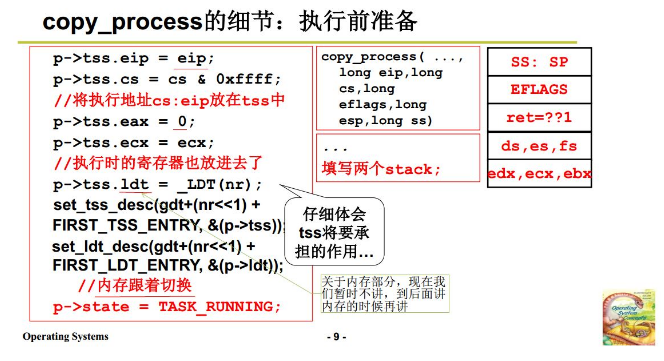 copy_process的细节：执行前准备
p->tss.eip = eip;
p->tss.cs = cs & 0xffff;
//将执行地址cs:eip放在tss中
p->tss.eax = 0;
p->tss.ecx = ecx;
//执行时的寄存器也放进去了
p->tss.ldt = _LDT(nr);
set_tss_desc(gdt+(nr<<1) +
FIRST_TSS_ENTRY, &(p->tss));
set_ldt_desc(gdt+(nr<<1) +
FIRST_LDT_ENTRY, &(p->ldt));
//内存跟着切换
p->state = TASK_RUNNING;
copy_process( ...,
long eip,long
cs,long
eflags,long
esp,long ss)
...
填写两个stack;
SS: SP
EFLAGS
ret=??1
ds,es,fs
edx,ecx,ebx
仔细体会
tss将要承
担的作用…
关于内存部分，现在我
们暂时不讲，到后面讲
内存的时候再讲
Operating Systems
- 9 -
Operating
System
Concepts